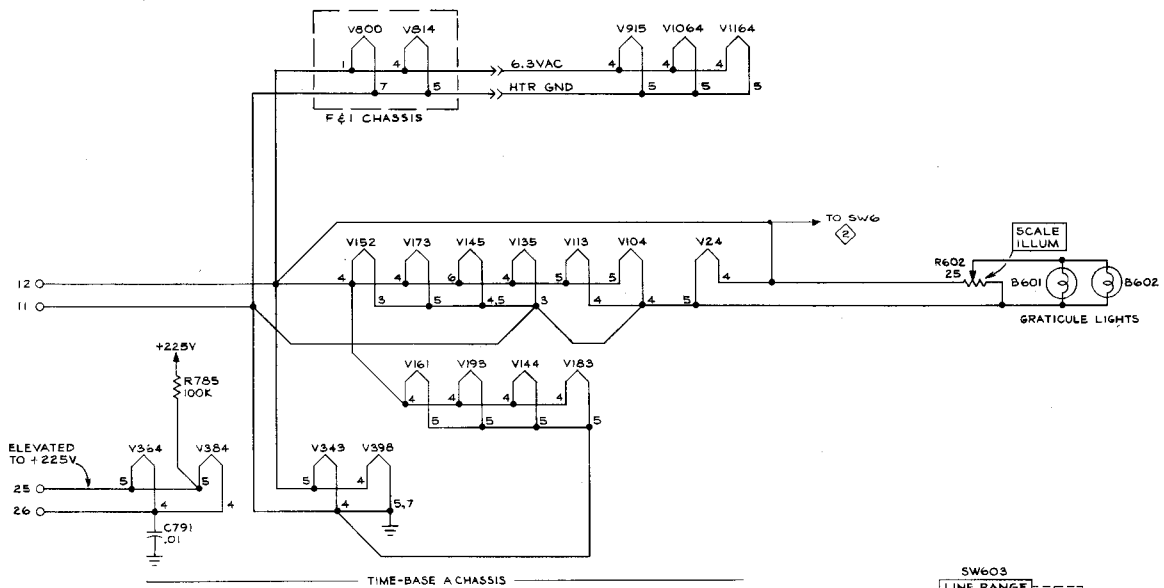 V800 V814 V915 V1064 V1164
1 4 6.3VAC 4 4 4
7 5 HTR GND 5 5 5
F&I CHASSIS
TO SW6
2
V152 V173 V145 V135 V113 V104 V24
SCALE
ILLUM
R602
25
B601 B602
12 4 4 6 4 5 5 4
11 3 5 4,5 3 4 4 5
GRATICULE LIGHTS
+225V
R785
100K
V161 V193 V144 V183
4 4 4 4
5 5 5 5
ELEVATED
TO +225V
V364 V384 V343 V398
25 5 5 5 4
26 4 4 4 5,7
C791
.01
TIME-BASE A CHASSIS
SW603
LINE RANGE